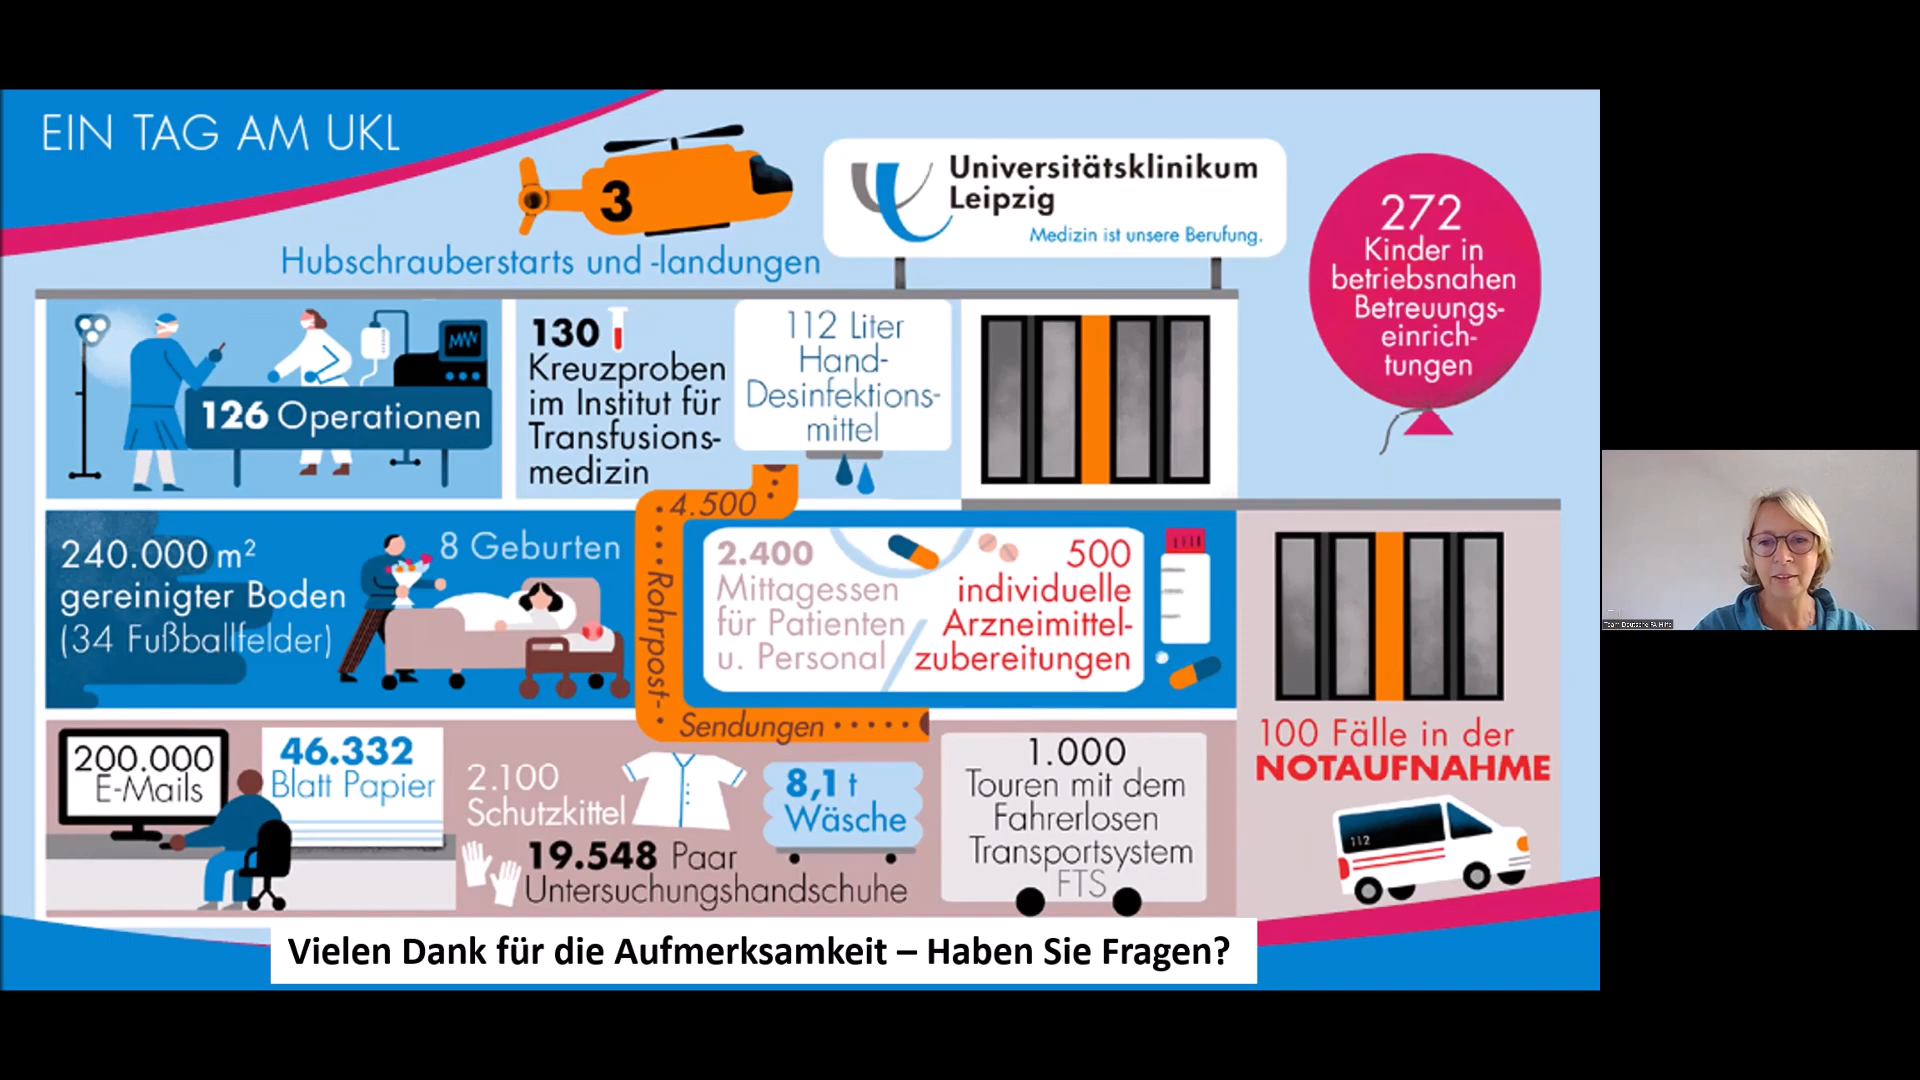 EIN TAG AM UKL
3
Hubschrauberstarts und -landungen
Universitätsklinikum
Leipzig
Medizin ist unsere Berufung.
272
Kinder in
betriebsnahen
Betreuungs-
einrich-
tungen
126 Operationen
130
Kreuzproben
im Institut für
Transfusions-
medizin
112 Liter
Hand-
Desinfektions-
mittel
240.000 m²
gereinigter Boden
(34 Fußballfelder)
8 Geburten
4.500
Rohrpost-
Sendungen
2.400
Mittagessen
für Patienten
u. Personal
500
individuelle
Arzneimittel-
zubereitungen
200.000
E-Mails
46.332
Blatt Papier
2.100
Schutzkittel
19.548 Paar
Untersuchungshandschuhe
8,1 t
Wäsche
1.000
Touren mit dem
Fahrerlosen
Transportsystem
FTS
100 Fälle in der
NOTAUFNAHME
112
Vielen Dank für die Aufmerksamkeit – Haben Sie Fragen?
Team Deutsche FA Hilfe